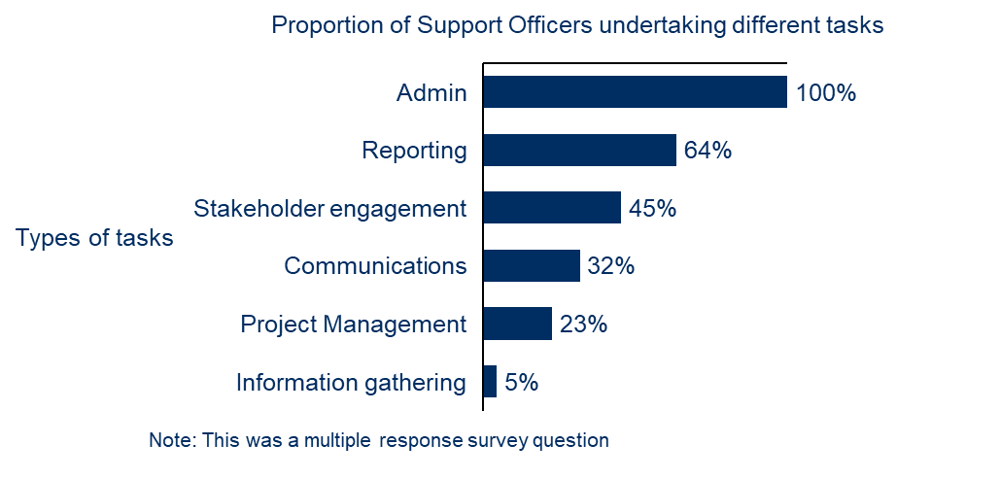 Proportion of Support Officers undertaking different tasks
Admin 100%
Reporting 64%
Stakeholder engagement 45%
Types of tasks
Communications 32%
Project Management 23%
Information gathering 5%
Note: This was a multiple response survey question